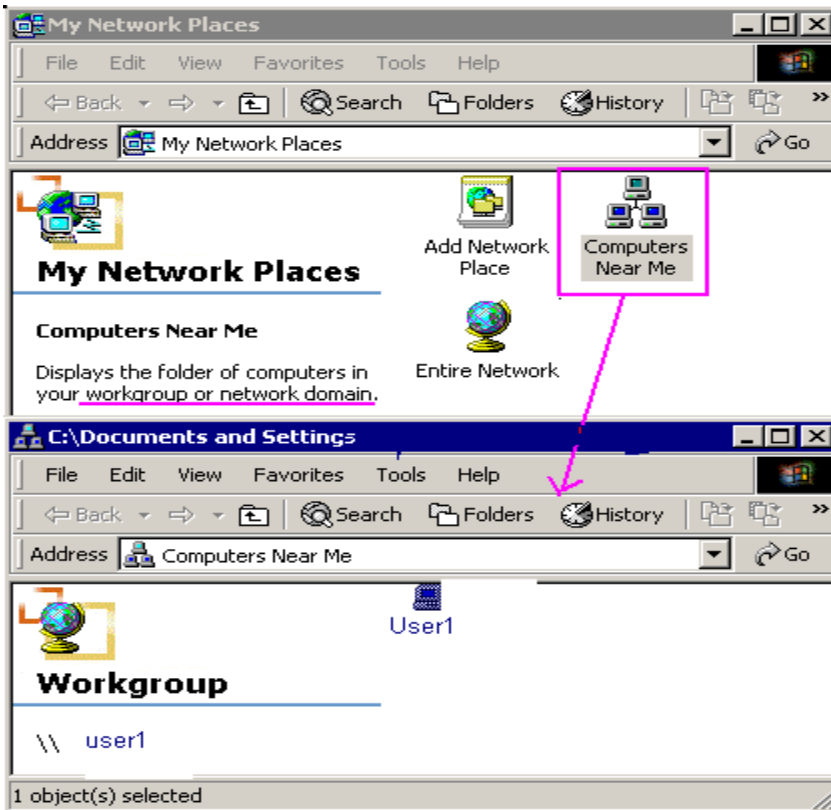 My Network Places
File Edit View Favorites Tools Help
Back Search Folders History »
Address My Network Places Go
My Network Places
Computers Near Me
Displays the folder of computers in
your workgroup or network domain.
Add Network
Place
Computers
Near Me
Entire Network
C:\Documents and Settings
File Edit View Favorites Tools Help
Back Search Folders History »
Address Computers Near Me Go
Workgroup
\\ user1
User1
1 object(s) selected